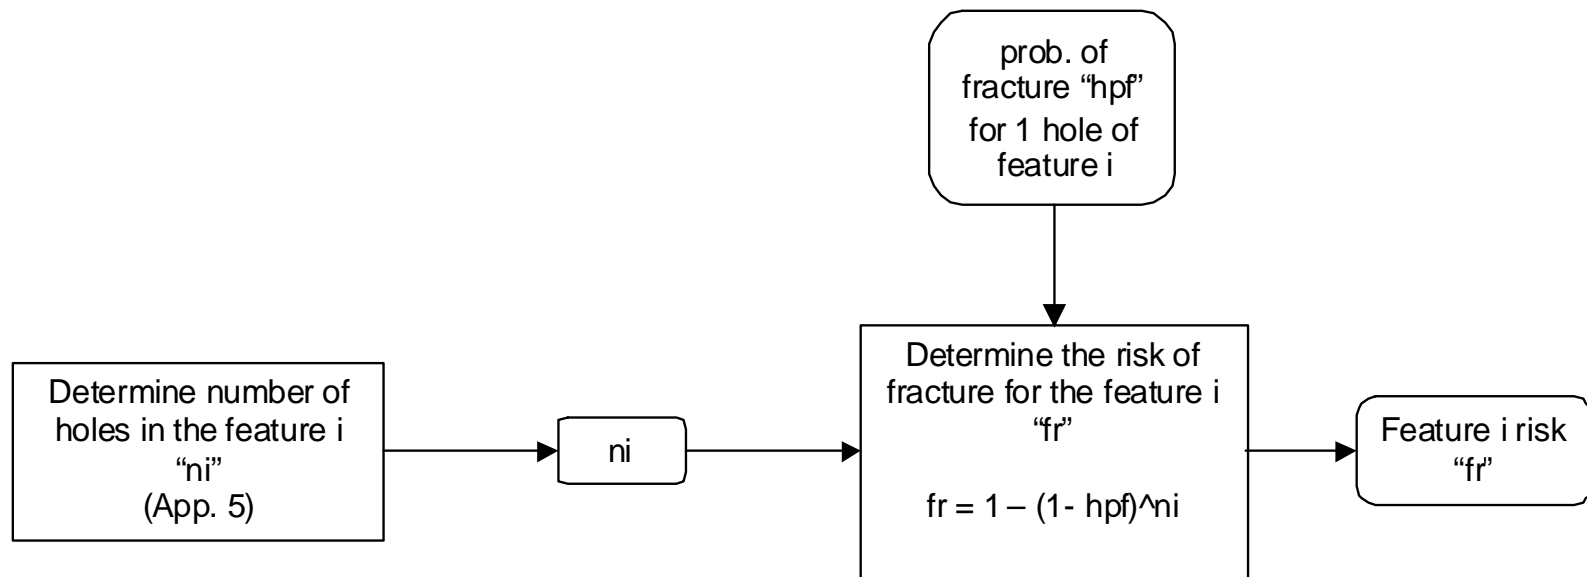 prob. of
fracture “hpf”
for 1 hole of
feature i
Determine number of
holes in the feature i
“ni”
(App. 5)
ni
Determine the risk of
fracture for the feature i
“fr”
fr = 1 – (1- hpf)^ni
Feature i risk
“fr”